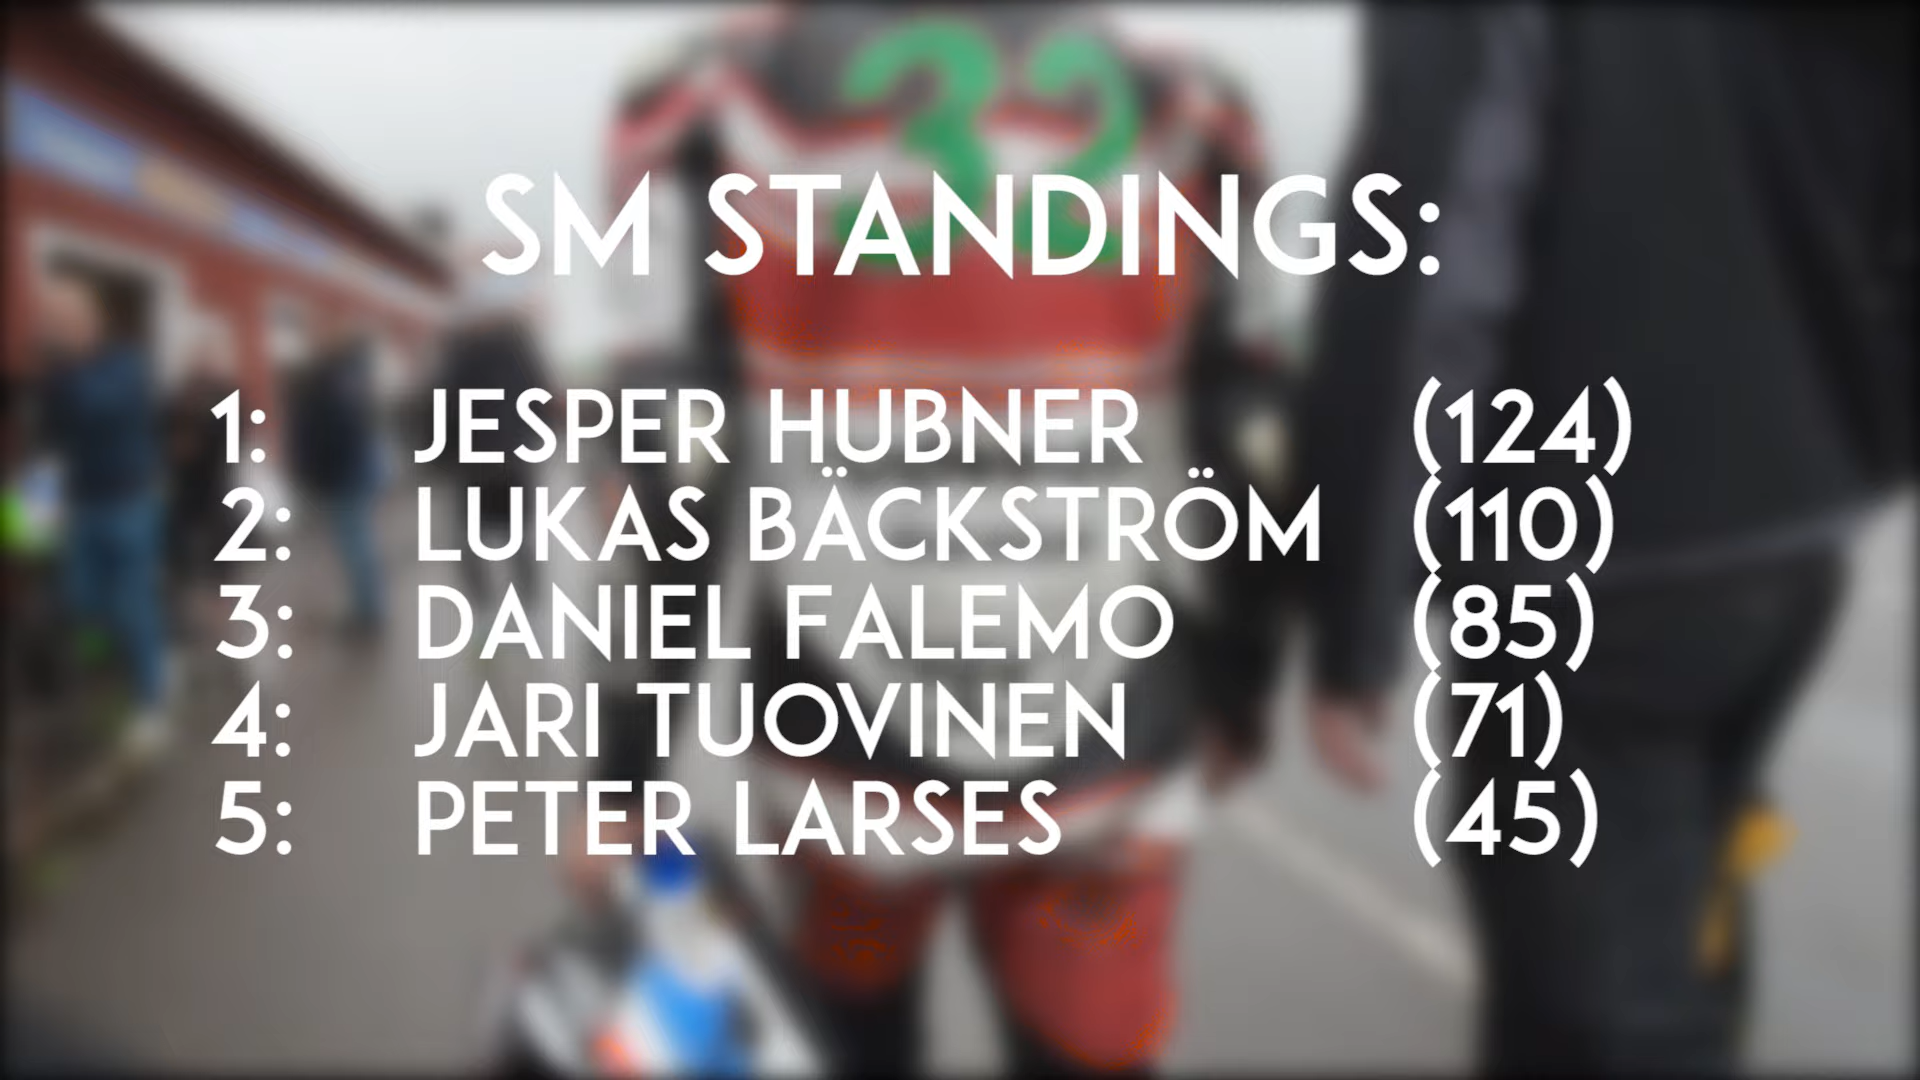 32
SM STANDINGS:
1: JESPER HUBNER (124)
2: LUKAS BÄCKSTRÖM (110)
3: DANIEL FALEMO (85)
4: JARI TUOVINEN (71)
5: PETER LARSES (45)